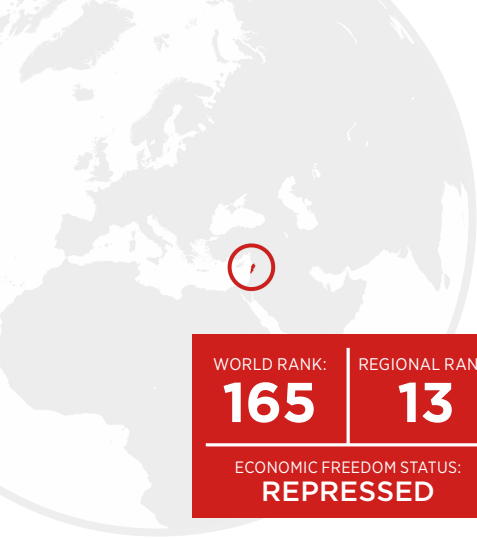 WORLD RANK:
REGIONAL RAN
165
13
ECONOMIC FREEDOM STATUS:
REPRESSED